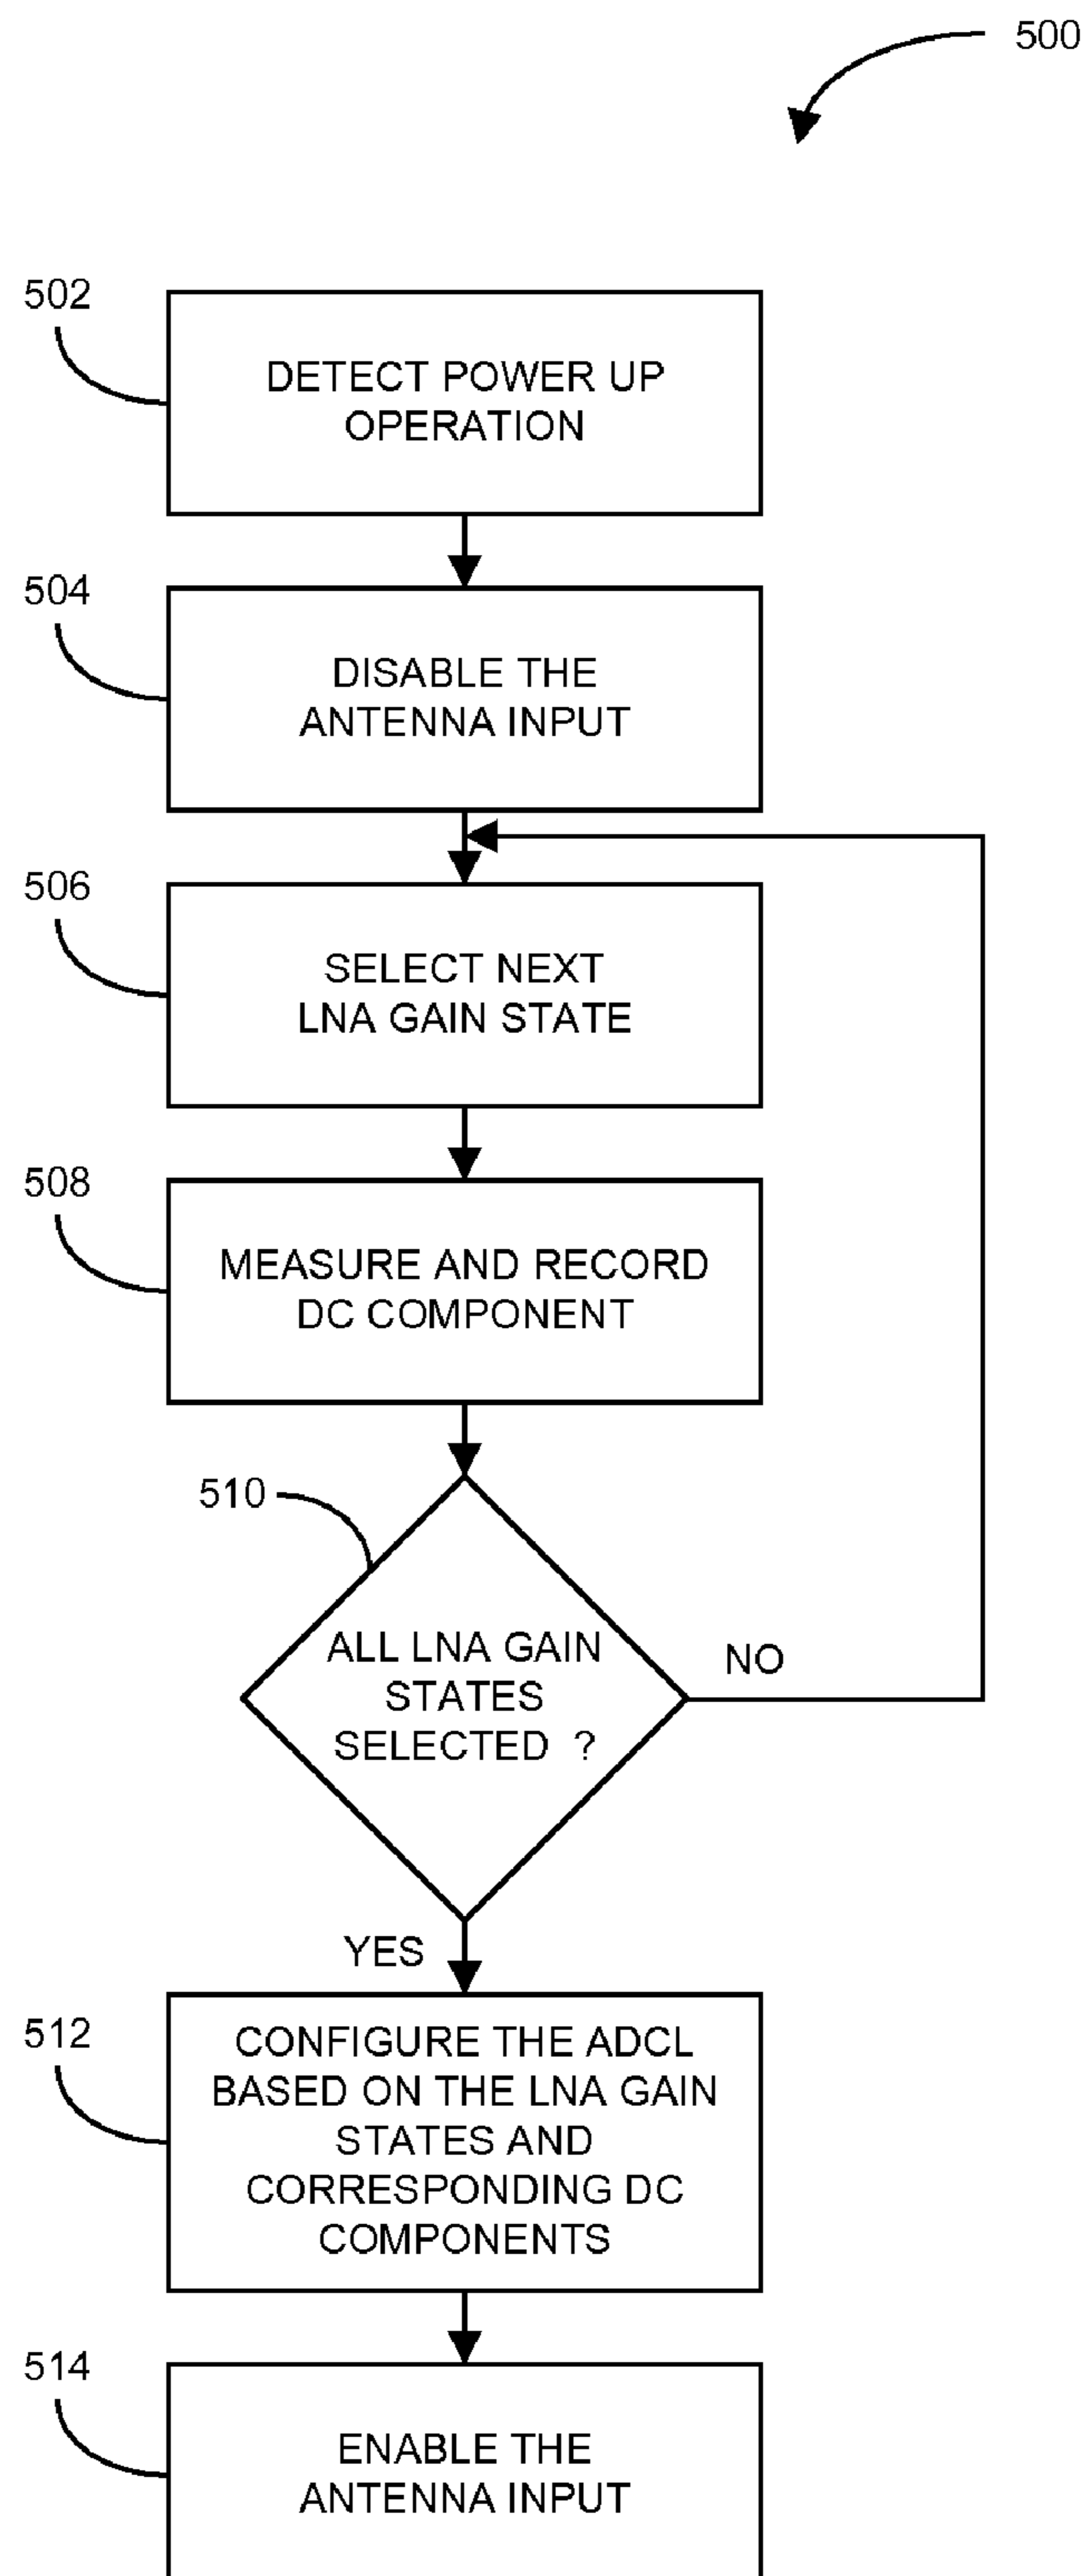 500
502
DETECT POWER UP
OPERATION
504
DISABLE THE
ANTENNA INPUT
506
SELECT NEXT
LNA GAIN STATE
508
MEASURE AND RECORD
DC COMPONENT
510
ALL LNA GAIN
STATES
SELECTED ?
NO
YES
512
CONFIGURE THE ADCL
BASED ON THE LNA GAIN
STATES AND
CORRESPONDING DC
COMPONENTS
514
ENABLE THE
ANTENNA INPUT